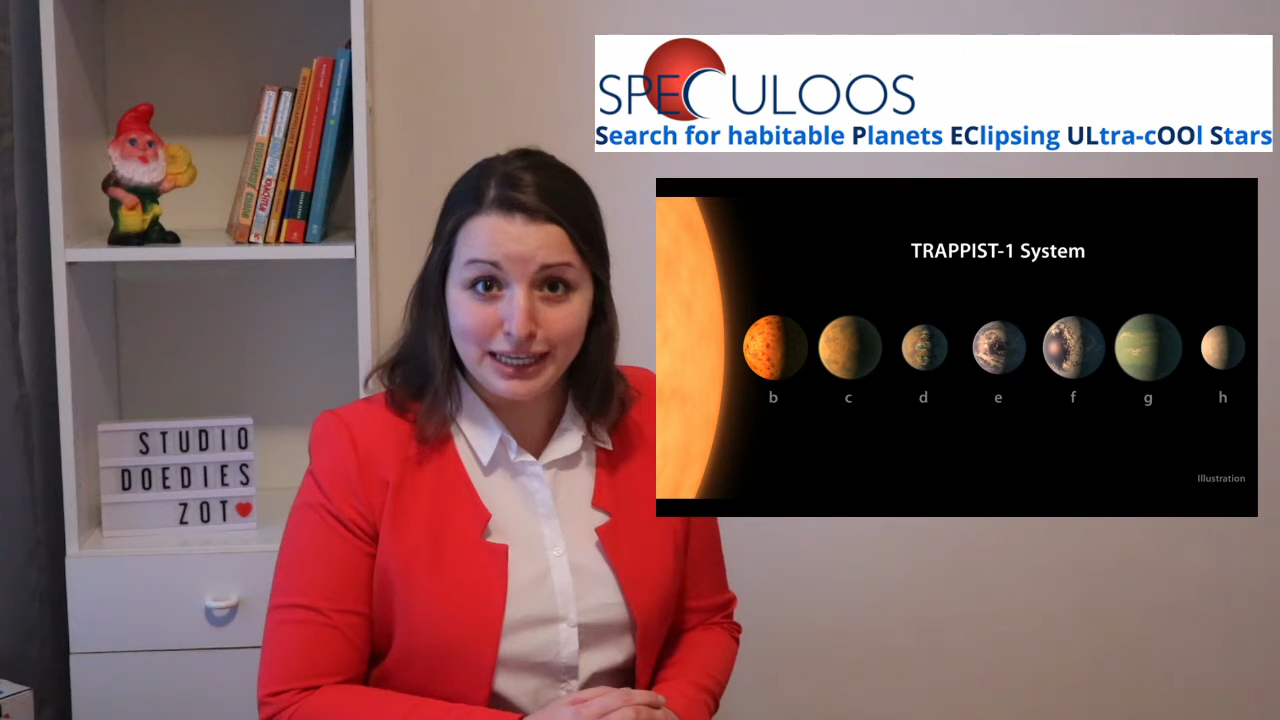 SPECULOOS
Search for habitable Planets EClipsing ULtra-cOOl Stars
TRAPPIST-1 System
b c d e f g h
Illustration
STUDIO
DOEDIES
ZOT